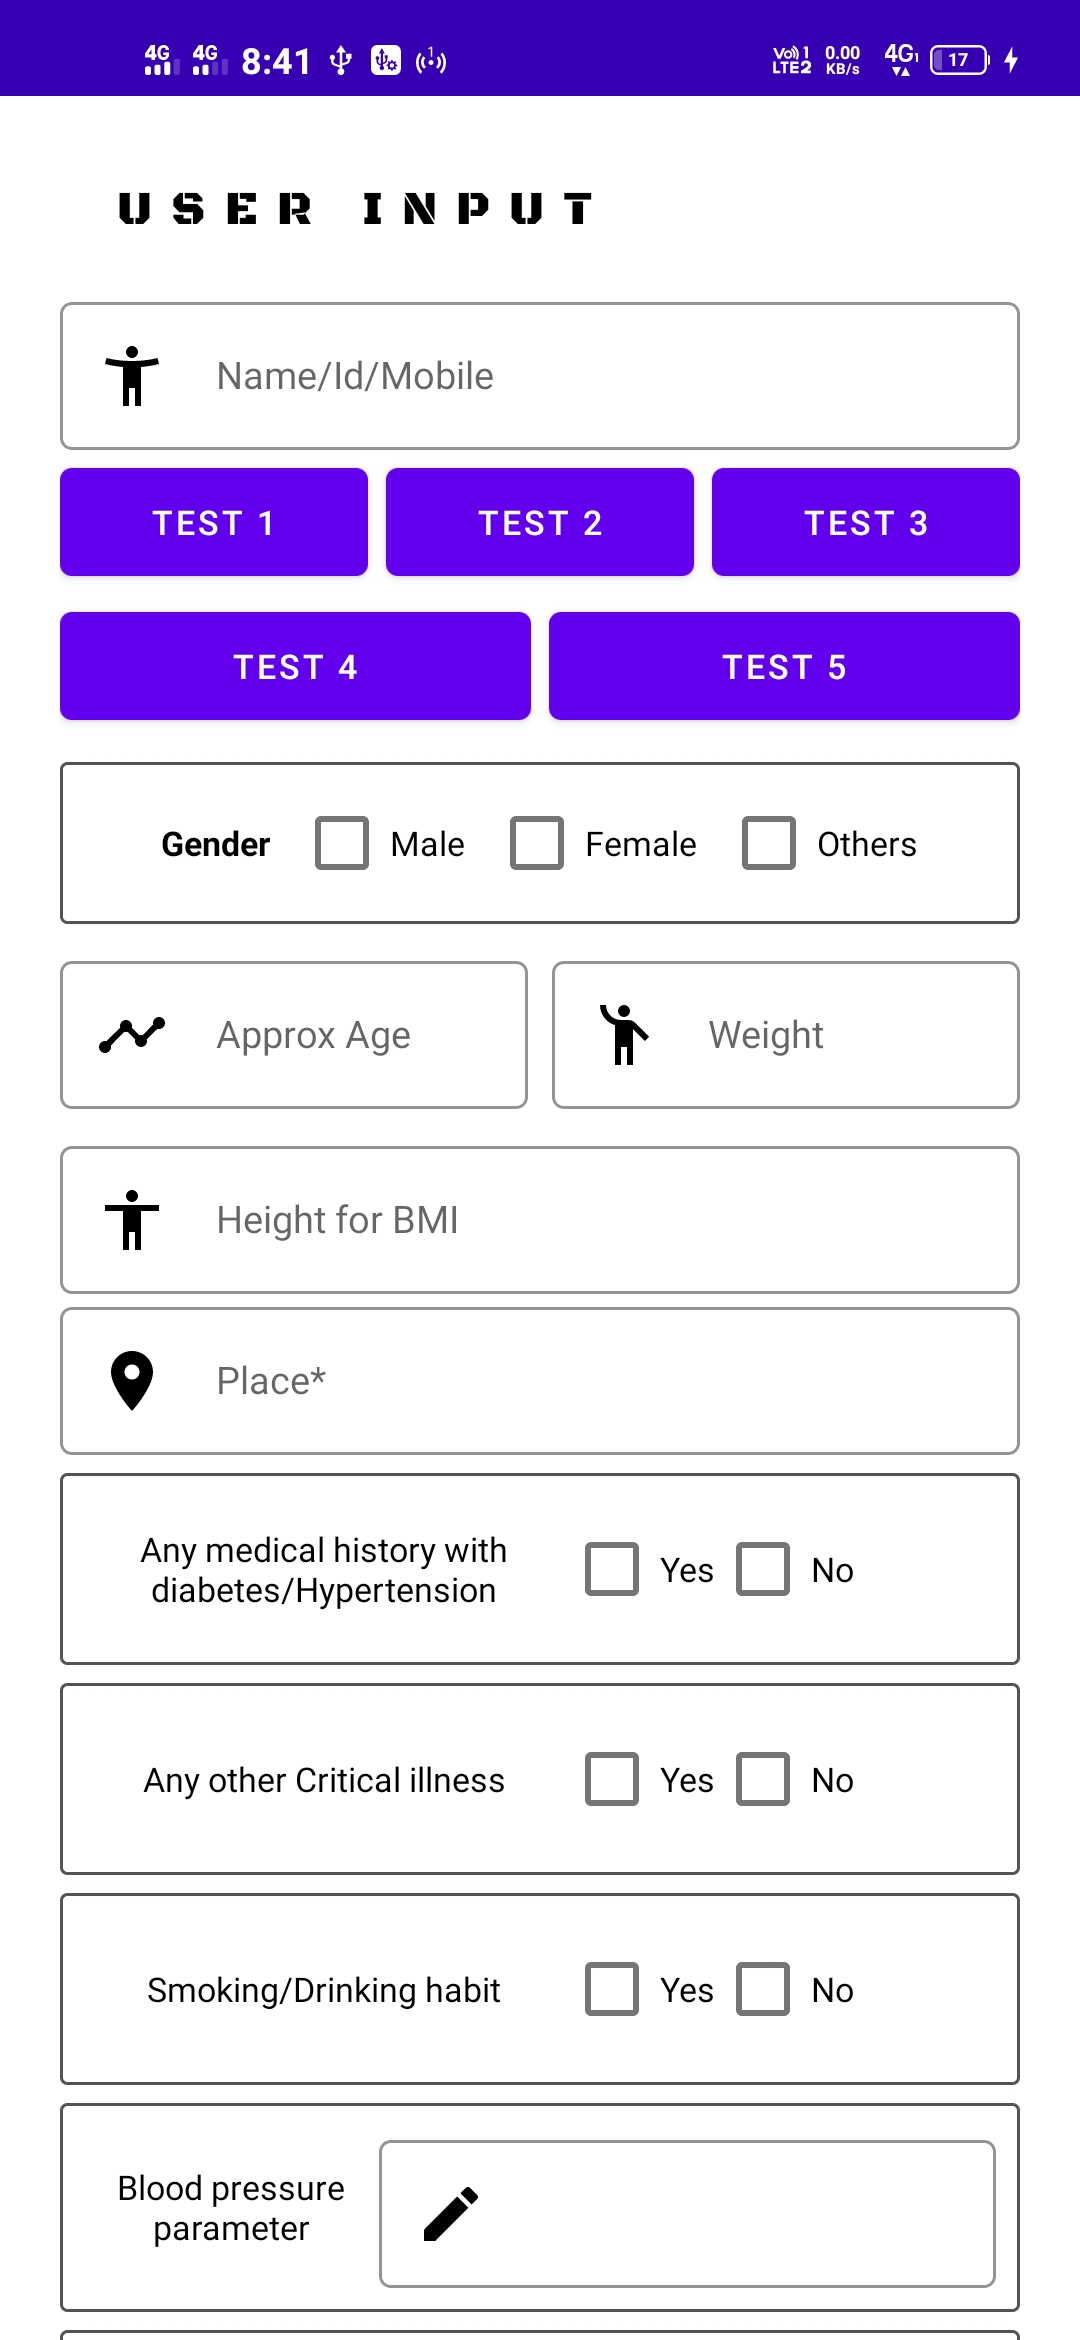 4G 4G 8:41 Vo) 1 LTE2 0.00 KB/s 4G 17
USER INPUT
Name/Id/Mobile
TEST 1 TEST 2 TEST 3
TEST 4 TEST 5
Gender Male Female Others
Approx Age Weight
Height for BMI
Place*
Any medical history with
diabetes/Hypertension Yes No
Any other Critical illness Yes No
Smoking/Drinking habit Yes No
Blood pressure
parameter